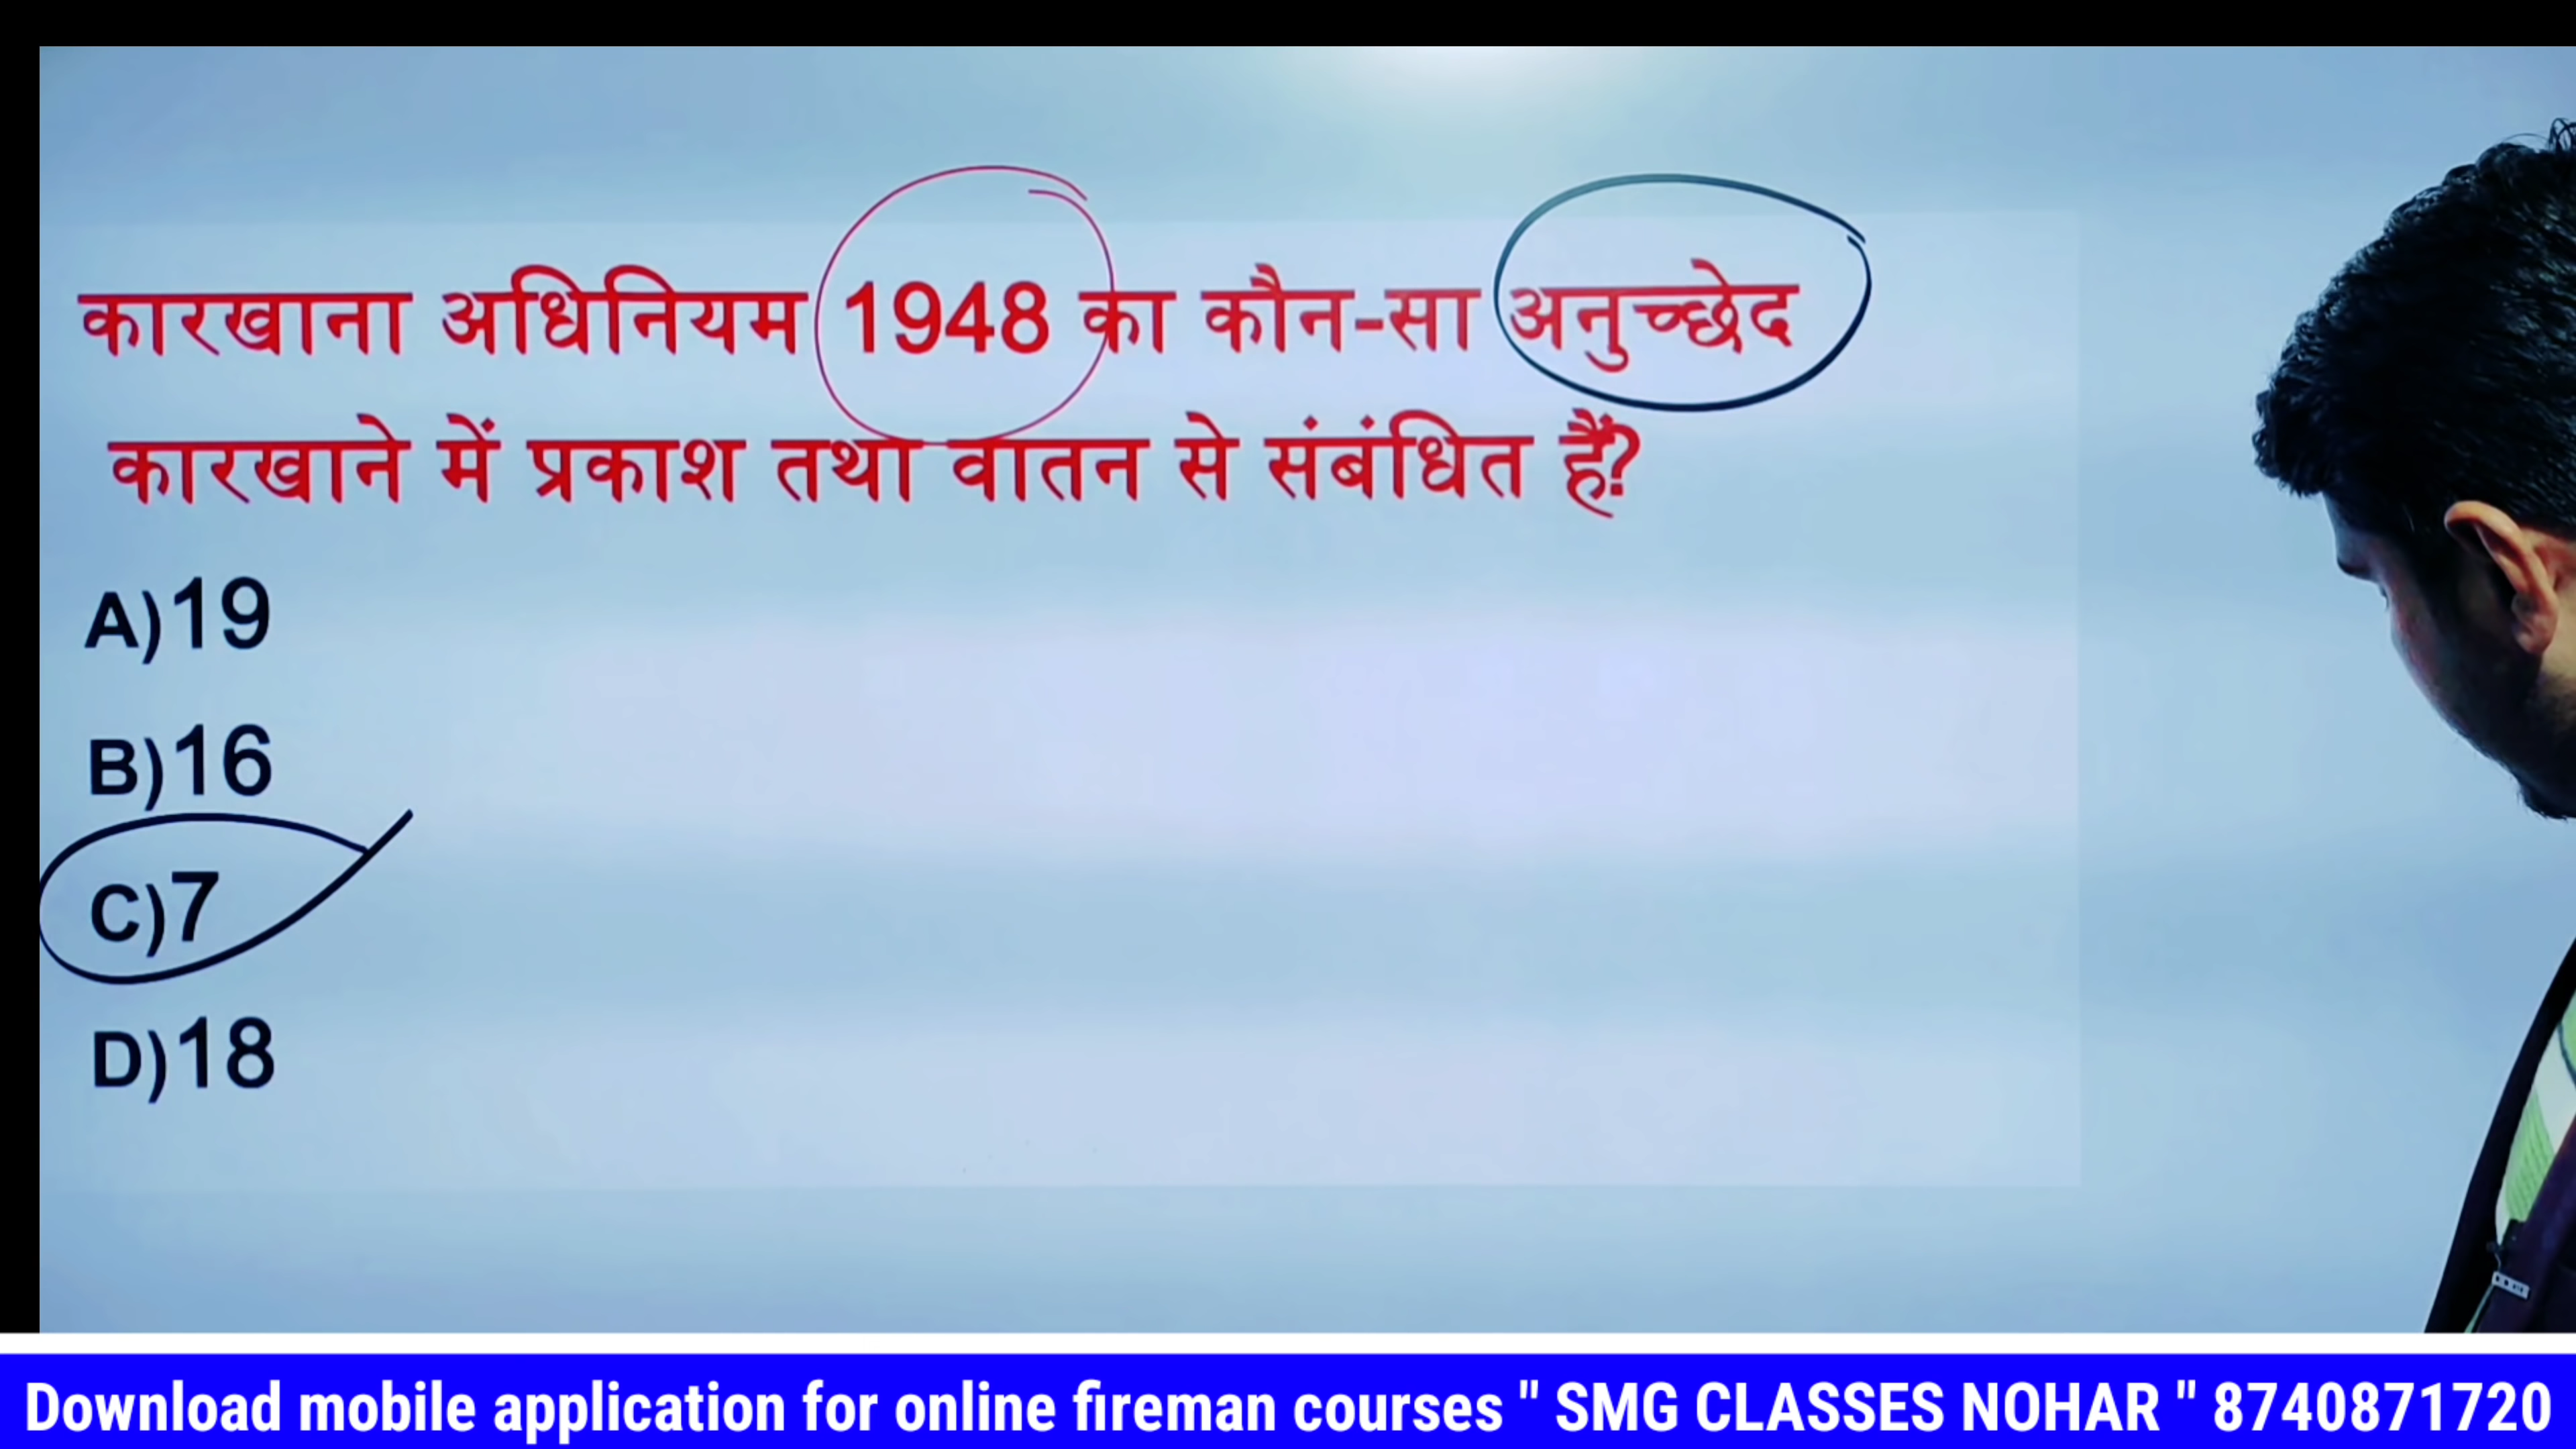 कारखाना अधिनियम 1948 का कौन-सा अनुच्छेद
कारखाने में प्रकाश तथा वातन से संबंधित हैं?
A)19
B)16
C)7
D)18
Download mobile application for online fireman courses " SMG CLASSES NOHAR " 8740871720